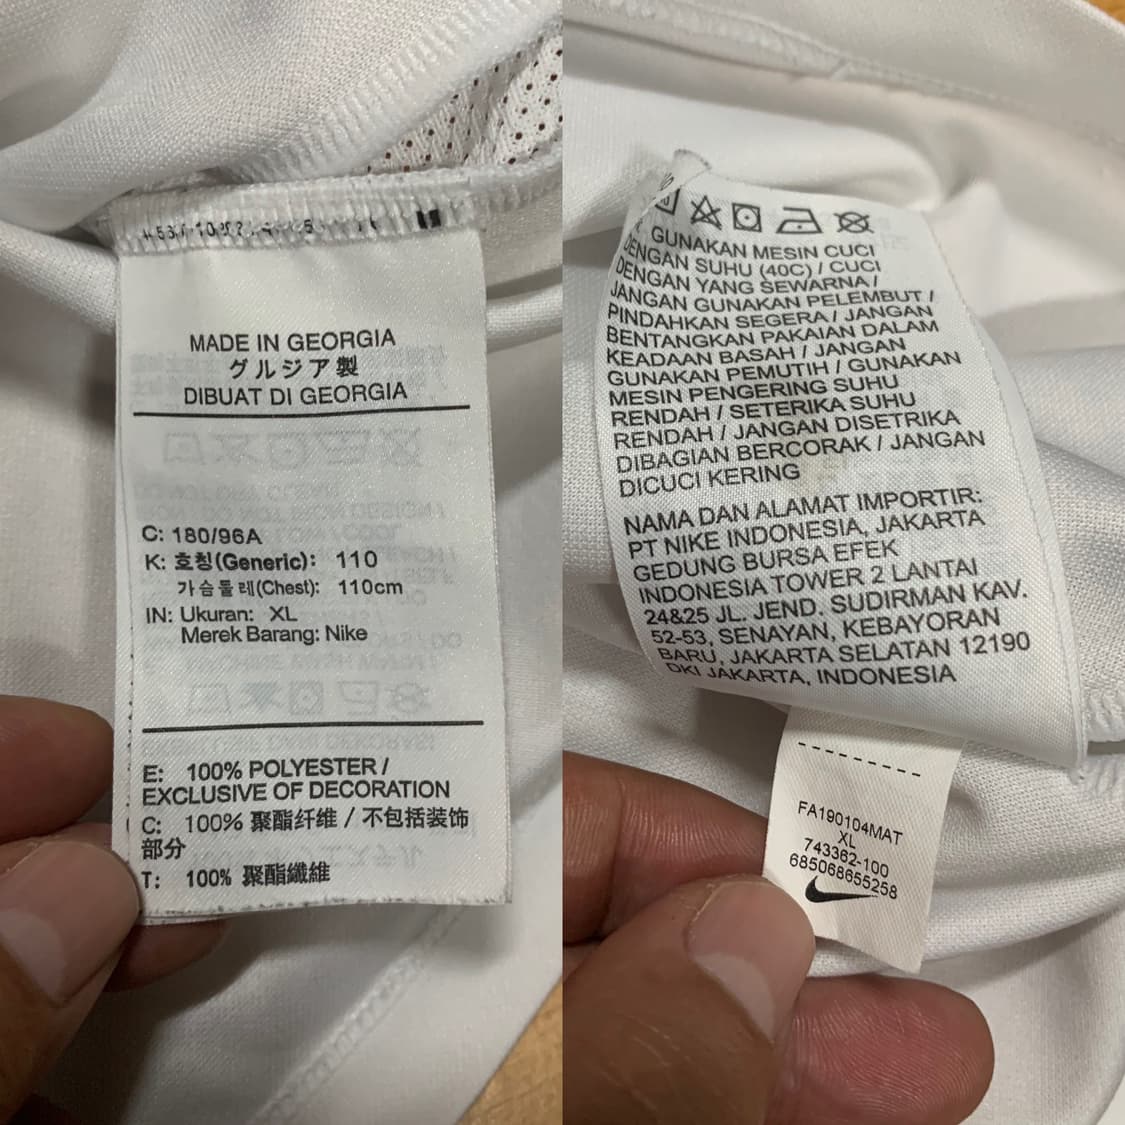 MADE IN GEORGIA
グルジア製
DIBUAT DI GEORGIA
C: 180/96A
K: 호칭(Generic): 110
가슴둘레(Chest): 110cm
IN: Ukuran: XL
Merek Barang: Nike
E: 100% POLYESTER /
EXCLUSIVE OF DECORATION
C: 100% 聚酯纤维 / 不包括装饰
部分
T: 100% 聚酯纖維
GUNAKAN MESIN CUCI
DENGAN SUHU (40C) / CUCI
DENGAN YANG SEWARNA /
JANGAN GUNAKAN PELEMBUT /
PINDAHKAN SEGERA / JANGAN
BENTANGKAN PAKAIAN DALAM
KEADAAN BASAH / JANGAN
GUNAKAN PEMUTIH / GUNAKAN
MESIN PENGERING SUHU
RENDAH / SETERIKA SUHU
RENDAH / JANGAN DISETRIKA
DIBAGIAN BERCORAK / JANGAN
DICUCI KERING
NAMA DAN ALAMAT IMPORTIR:
PT NIKE INDONESIA, JAKARTA
GEDUNG BURSA EFEK
INDONESIA TOWER 2 LANTAI
24&25 JL. JEND. SUDIRMAN KAV.
52-53, SENAYAN, KEBAYORAN
BARU, JAKARTA SELATAN 12190
DKI JAKARTA, INDONESIA
FA190104MAT
XL
743362-100
685068655258